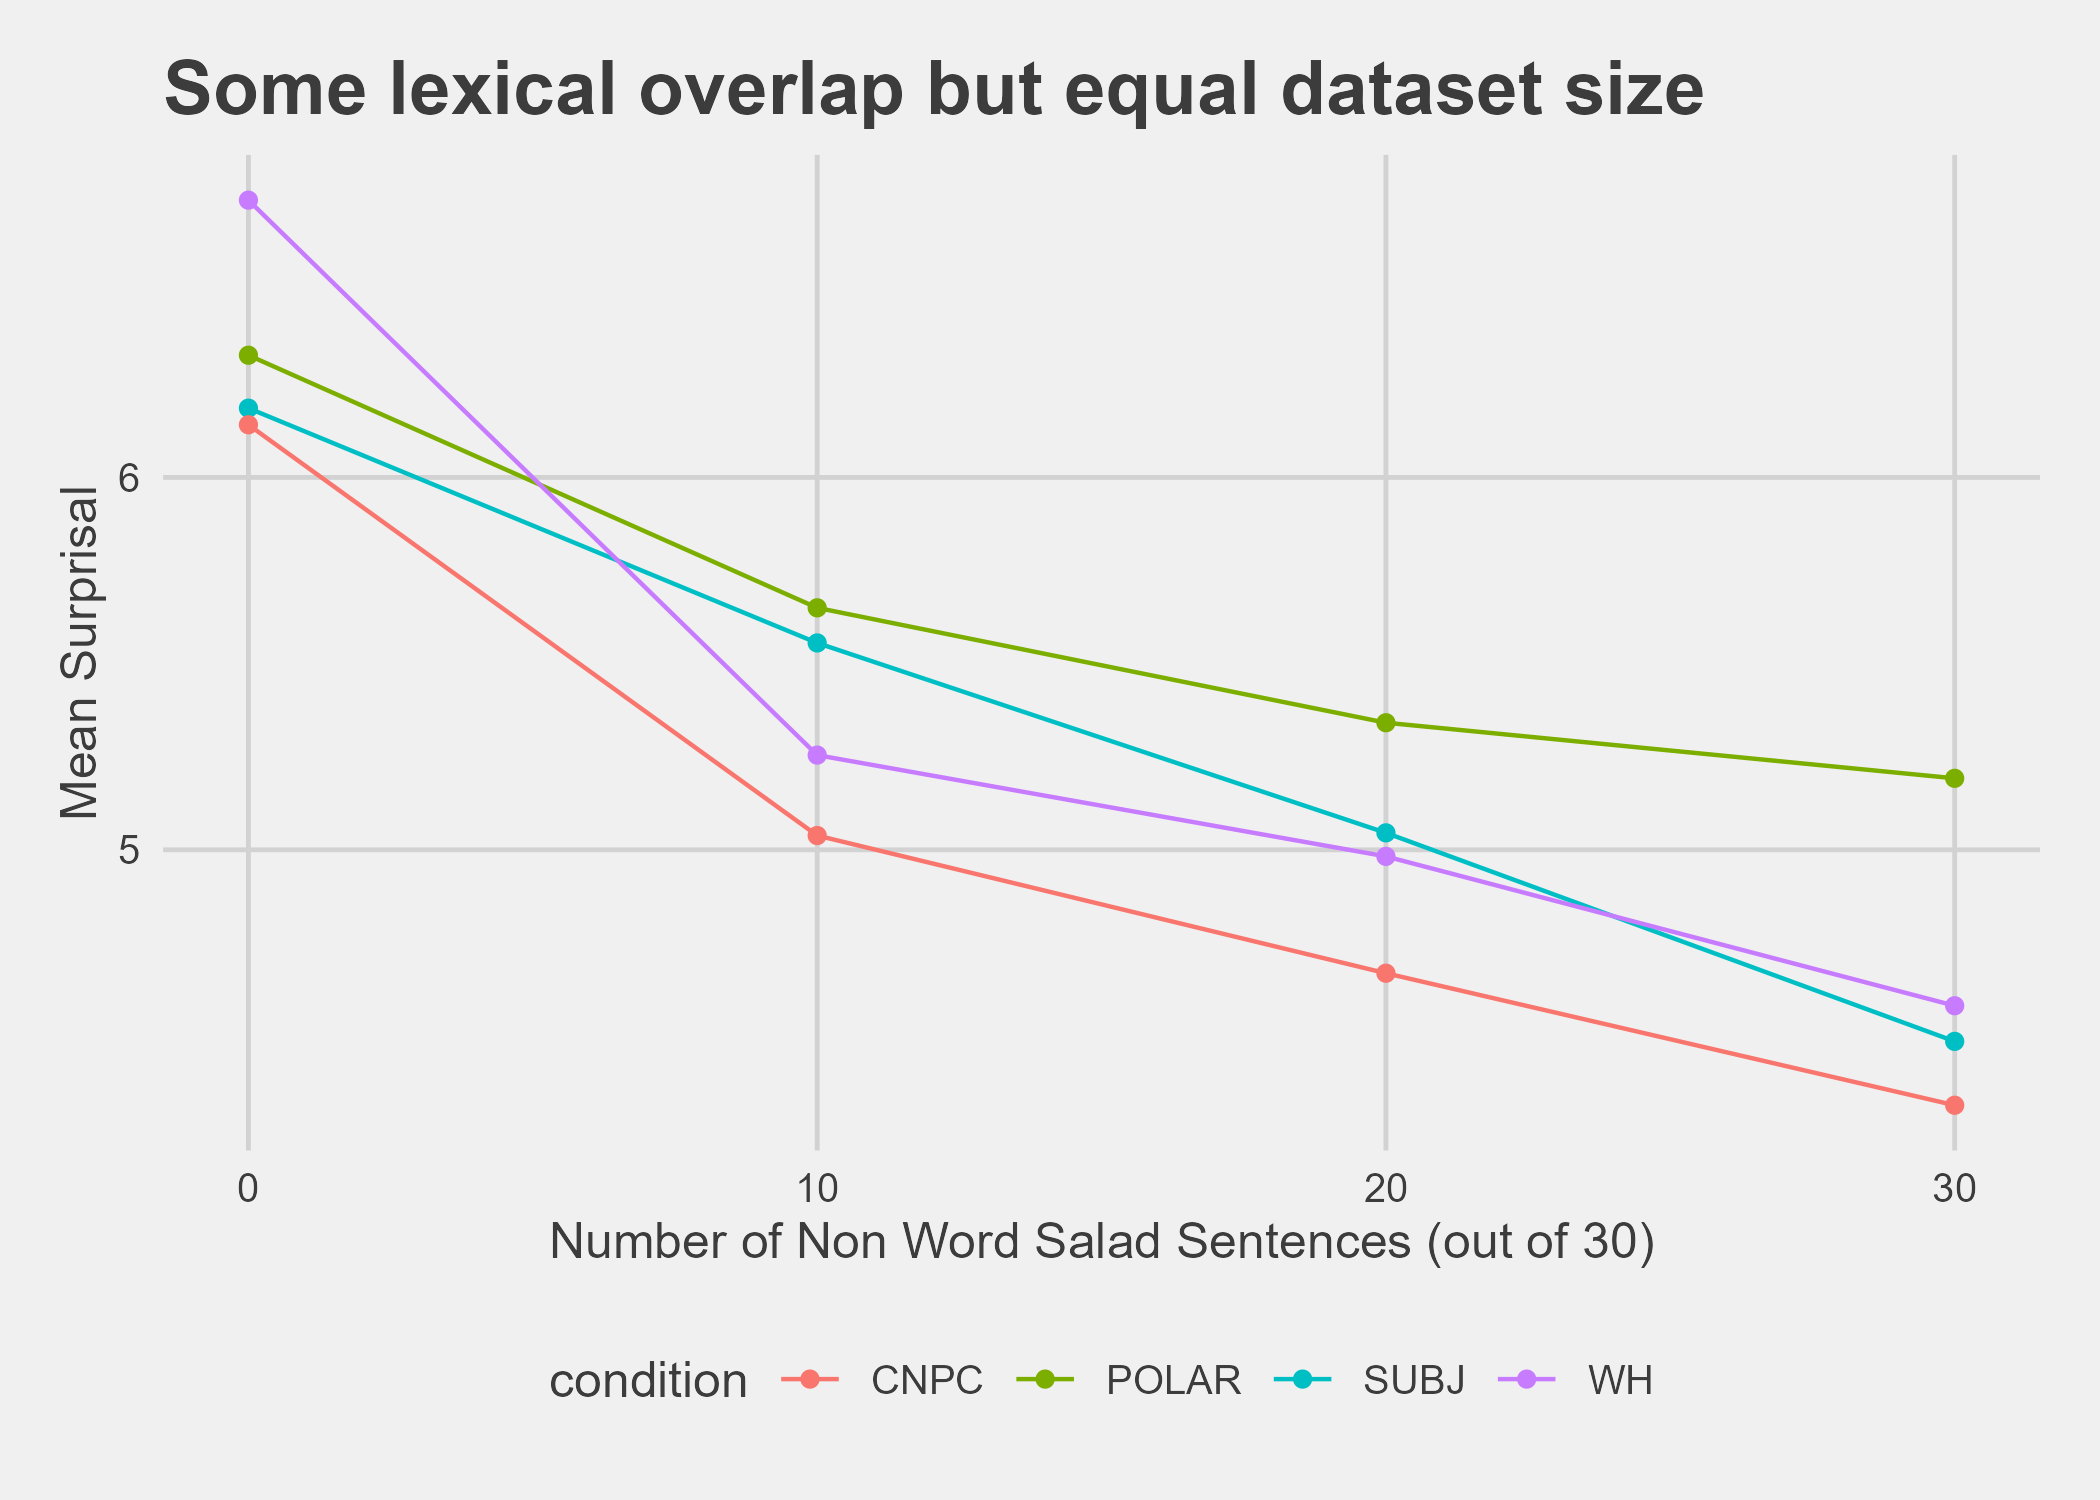 Some lexical overlap but equal dataset size
Mean Surprisal
6
5
0 10 20 30
Number of Non Word Salad Sentences (out of 30)
condition CNPC POLAR SUBJ WH